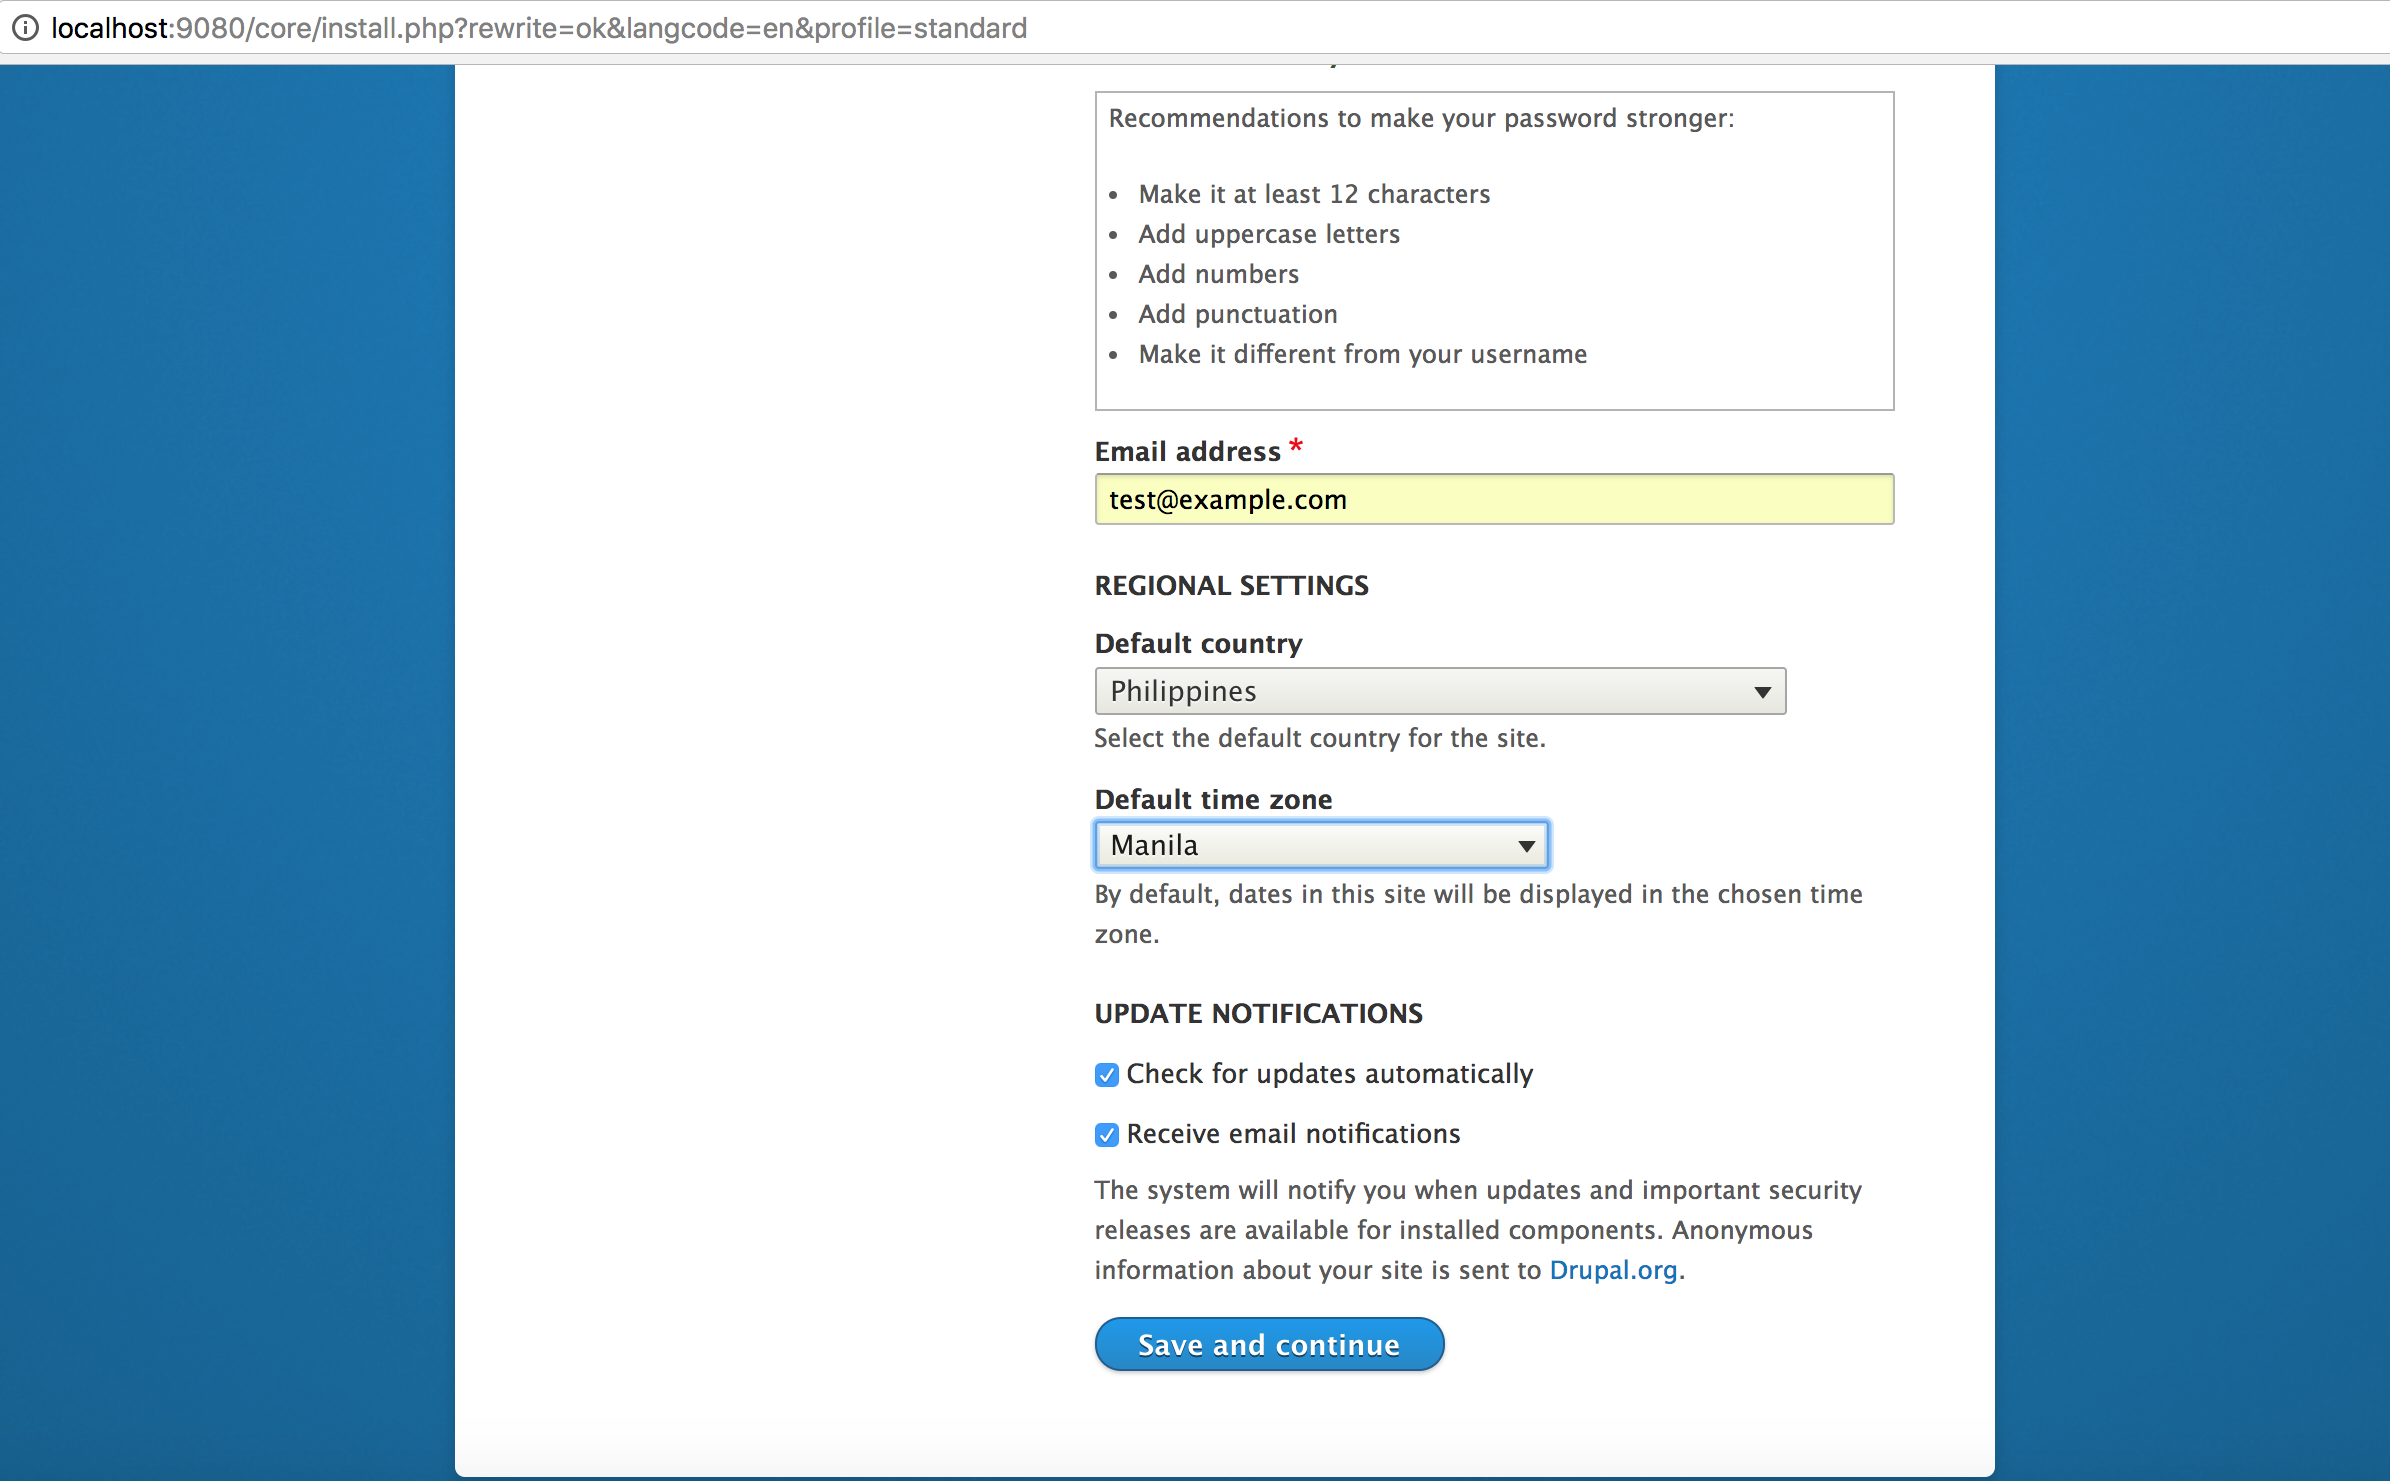 localhost:9080/core/install.php?rewrite=ok&langcode=en&profile=standard
Recommendations to make your password stronger:
• Make it at least 12 characters
• Add uppercase letters
• Add numbers
• Add punctuation
• Make it different from your username
Email address *
test@example.com
REGIONAL SETTINGS
Default country
Philippines
Select the default country for the site.
Default time zone
Manila
By default, dates in this site will be displayed in the chosen time
zone.
UPDATE NOTIFICATIONS
Check for updates automatically
Receive email notifications
The system will notify you when updates and important security
releases are available for installed components. Anonymous
information about your site is sent to Drupal.org.
Save and continue